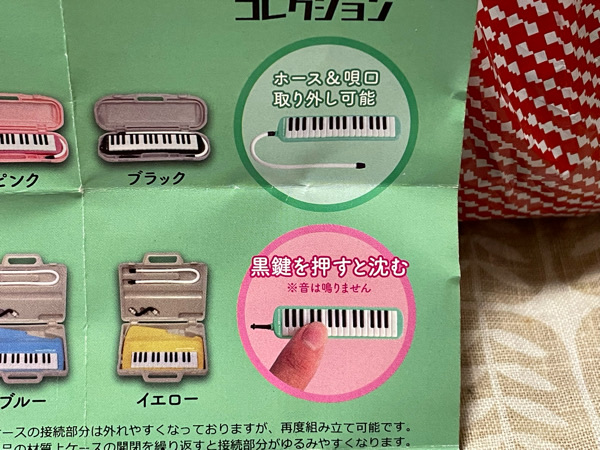 コレクション
ホース&唄口
取り外し可能
ピンク
ブラック
黒鍵を押すと沈む
※音は鳴りません
ブルー
イエロー
ケースの接続部分は外れやすくなっておりますが、再度組み立て可能です。
品の材質上ケースの開閉を繰り返すと接続部分がゆるみやすくなります。